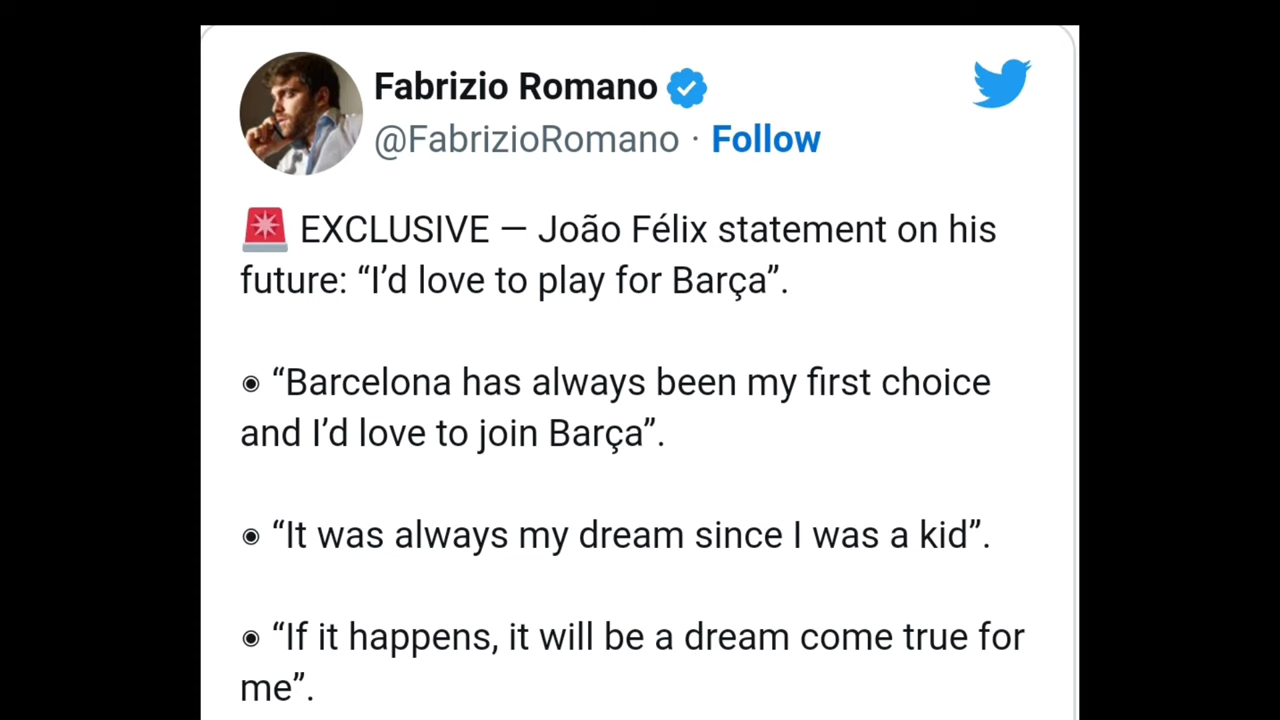 Fabrizio Romano
@FabrizioRomano · Follow
🚨 EXCLUSIVE — João Félix statement on his
future: “I’d love to play for Barça”.
◉ “Barcelona has always been my first choice
and I’d love to join Barça”.
◉ “It was always my dream since I was a kid”.
◉ “If it happens, it will be a dream come true for
me”.